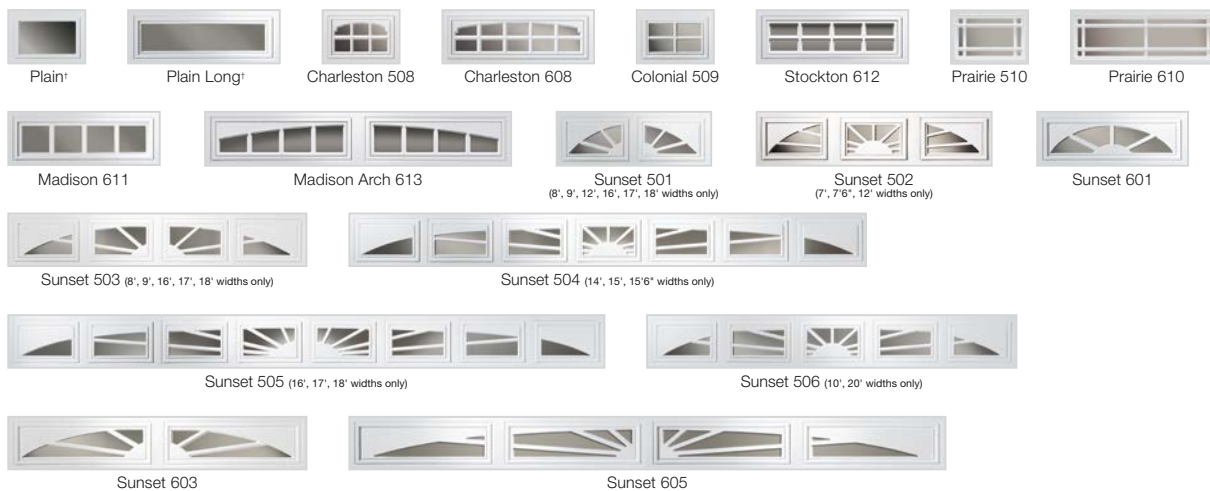 Plain†
Plain Long†
Charleston 508
Charleston 608
Colonial 509
Stockton 612
Prairie 510
Prairie 610
Madison 611
Madison Arch 613
Sunset 501
(8', 9', 12', 16', 17', 18' widths only)
Sunset 502
(7', 7'6", 12' widths only)
Sunset 601
Sunset 503 (8', 9', 16', 17', 18' widths only)
Sunset 504 (14', 15', 15'6" widths only)
Sunset 505 (16', 17', 18' widths only)
Sunset 506 (10', 20' widths only)
Sunset 603
Sunset 605